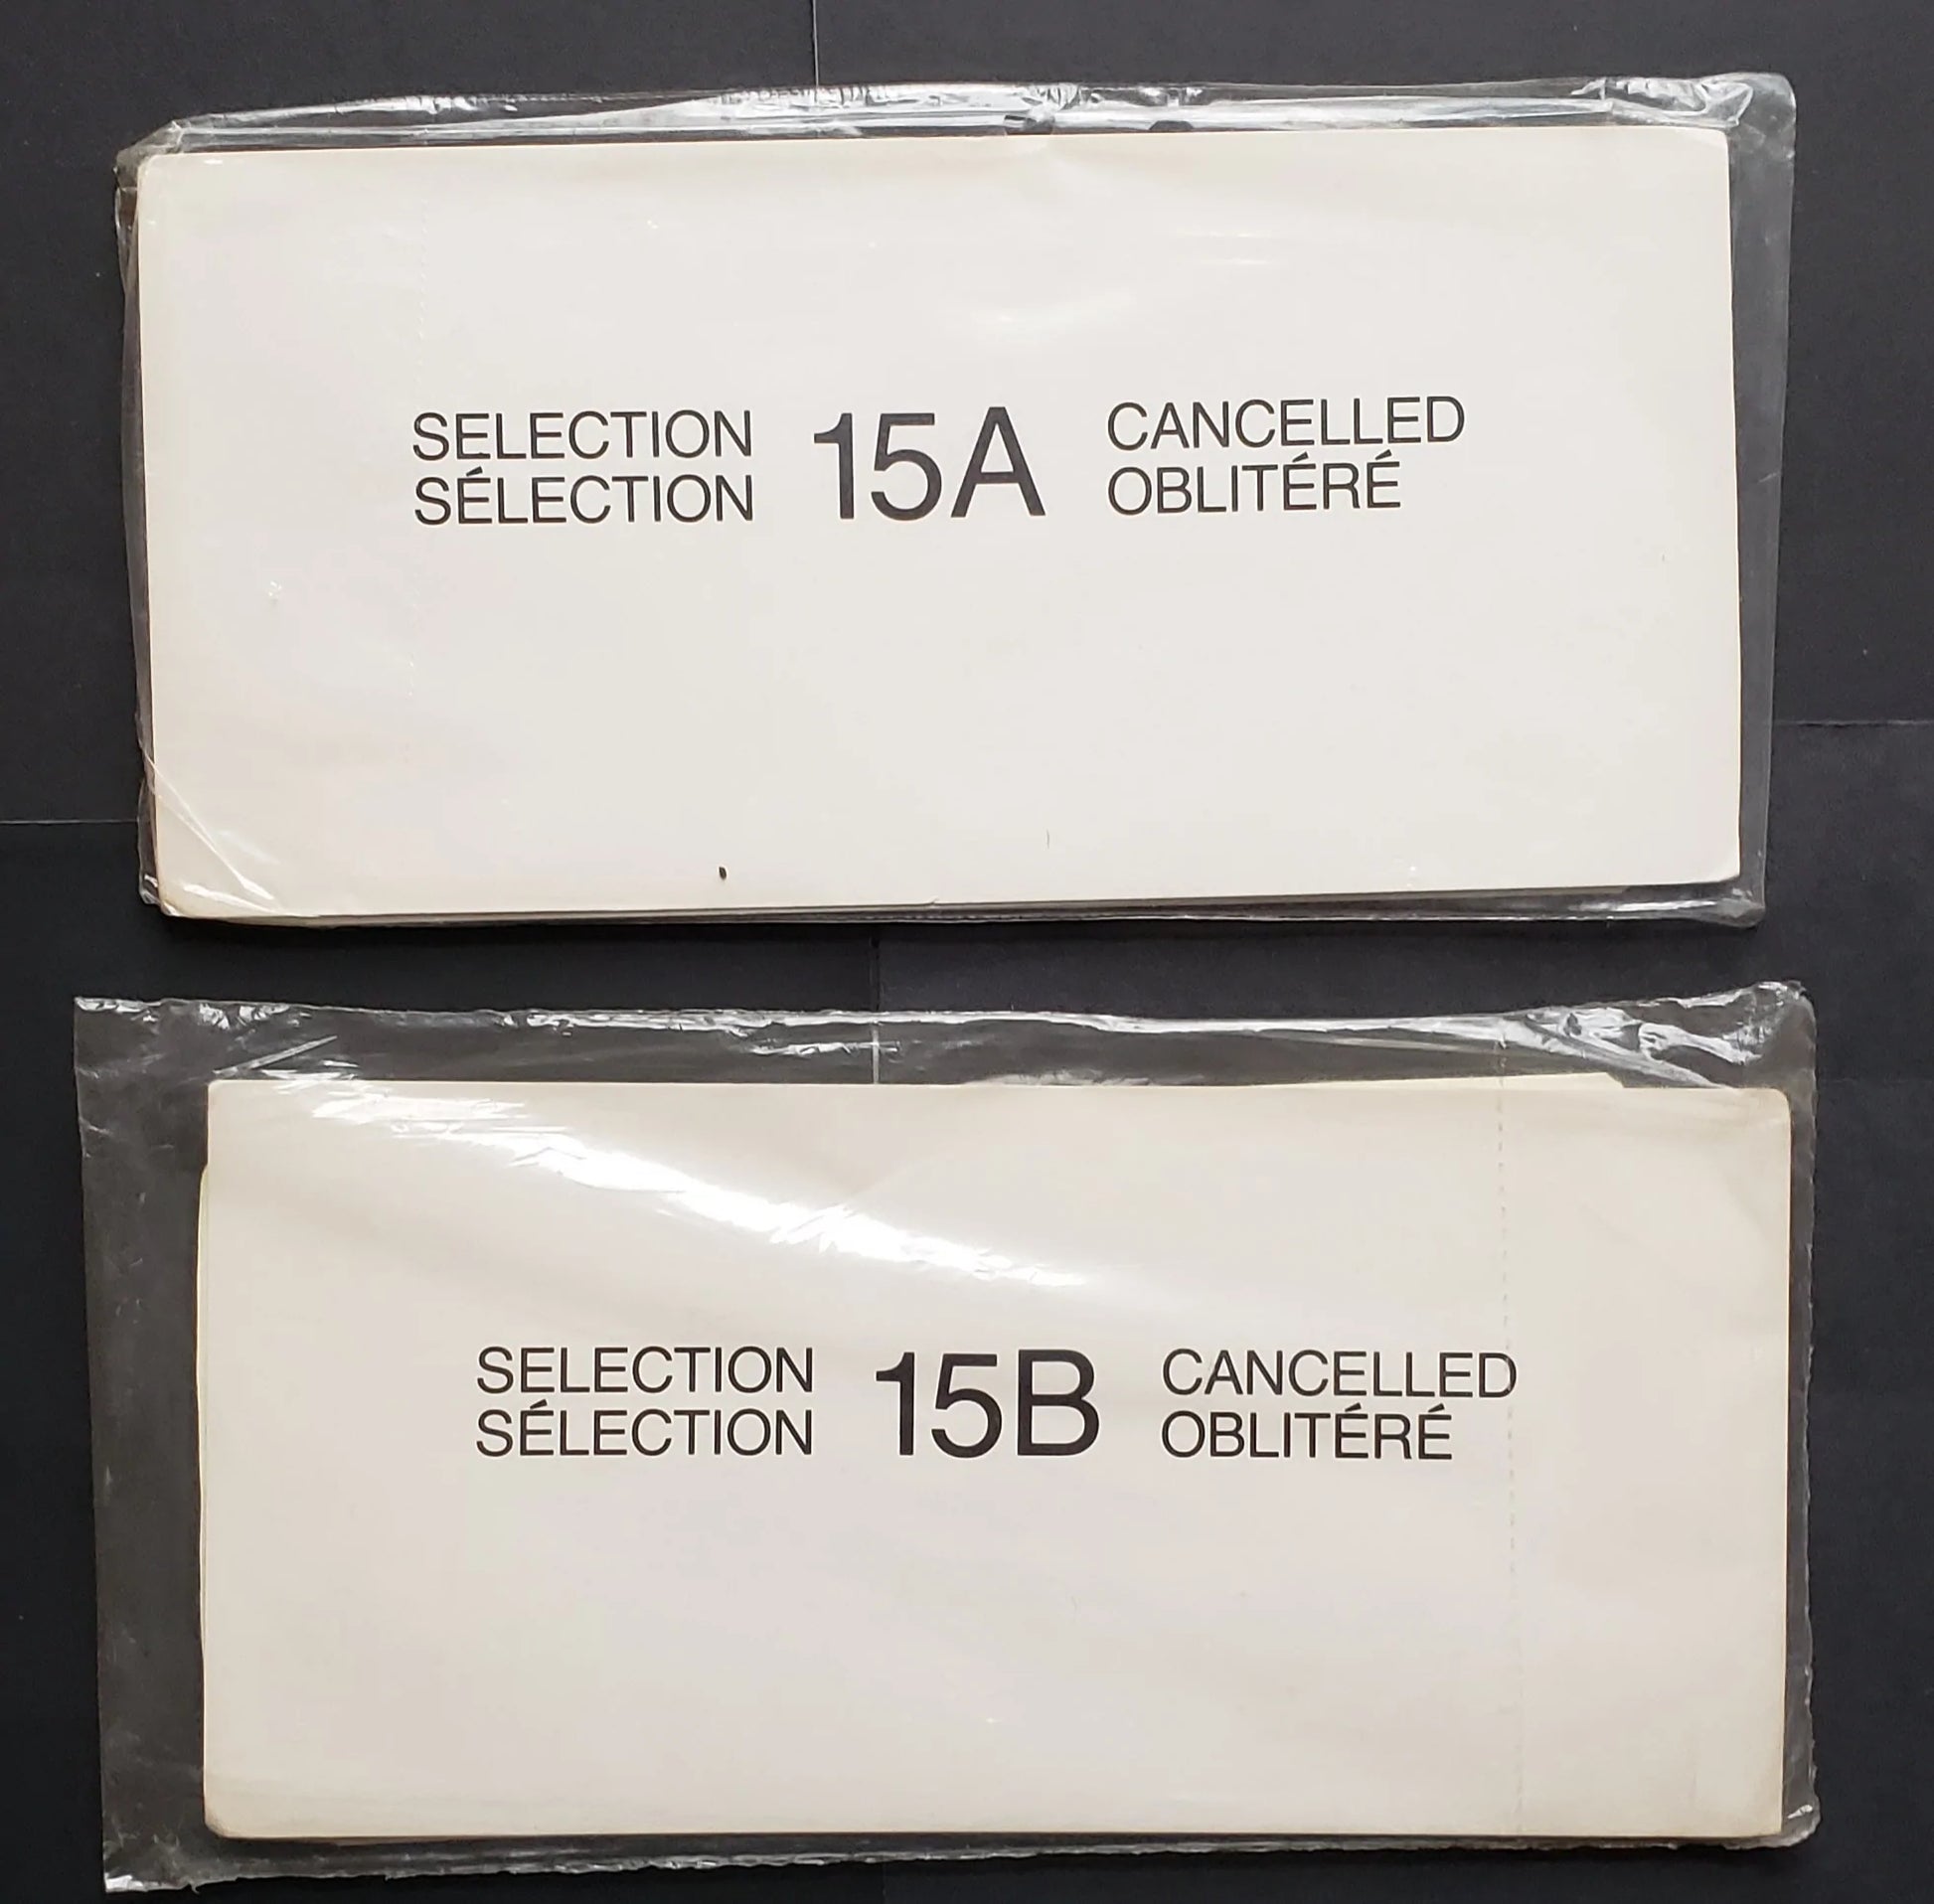 SELECTION 15A CANCELLED
SÉLECTION OBLITÉRÉ
SELECTION 15B CANCELLED
SÉLECTION OBLITÉRÉ